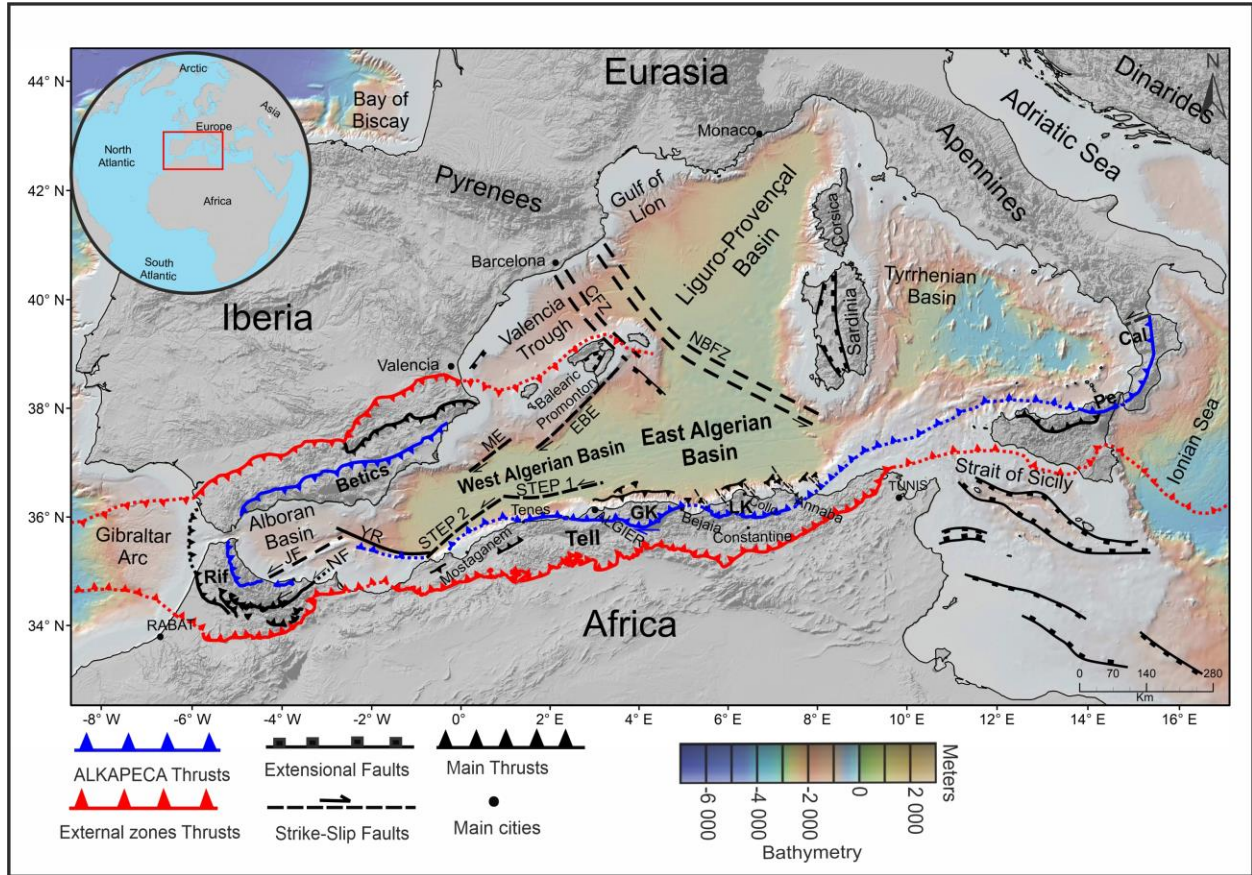 44° N
42° N
40° N
38° N
36° N
34° N
Arctic
Asia
Europe
North
Atlantic
Africa
South
Atlantic
Bay of
Biscay
Eurasia
Monaco
Dinarides
N
Adriatic Sea
Apennines
Pyrenees
Gulf of
Lion
Liguro-Provençal
Basin
Corsica
Barcelona
Tyrrhenian
Basin
Sardinia
Iberia
Valencia
Trough
CFZ
NBFZ
Valencia
Balearic
Promontory
Cal
Pe
EBE
ME
East Algerian
Basin
West Algerian Basin
Ionian Sea
Betics
STEP 1
STEP 2
Strait of Sicily
TUNIS
Alboran
Basin
Tenes
ALGIER
GK
Bejaia
LK
Collo
Annaba
Constantine
Gibraltar
Arc
YR
JF
NF
Mostaganem
Tell
Rif
RABAT
Africa
0 70 140 280
Km
8° W 6° W 4° W 2° W 0° 2° E 4° E 6° E 8° E 10° E 12° E 14° E 16° E
ALKAPECA Thrusts
Extensional Faults
Main Thrusts
External zones Thrusts
Strike-Slip Faults
Main cities
Meters
-6 000
-4 000
-2 000
0
2 000
Bathymetry